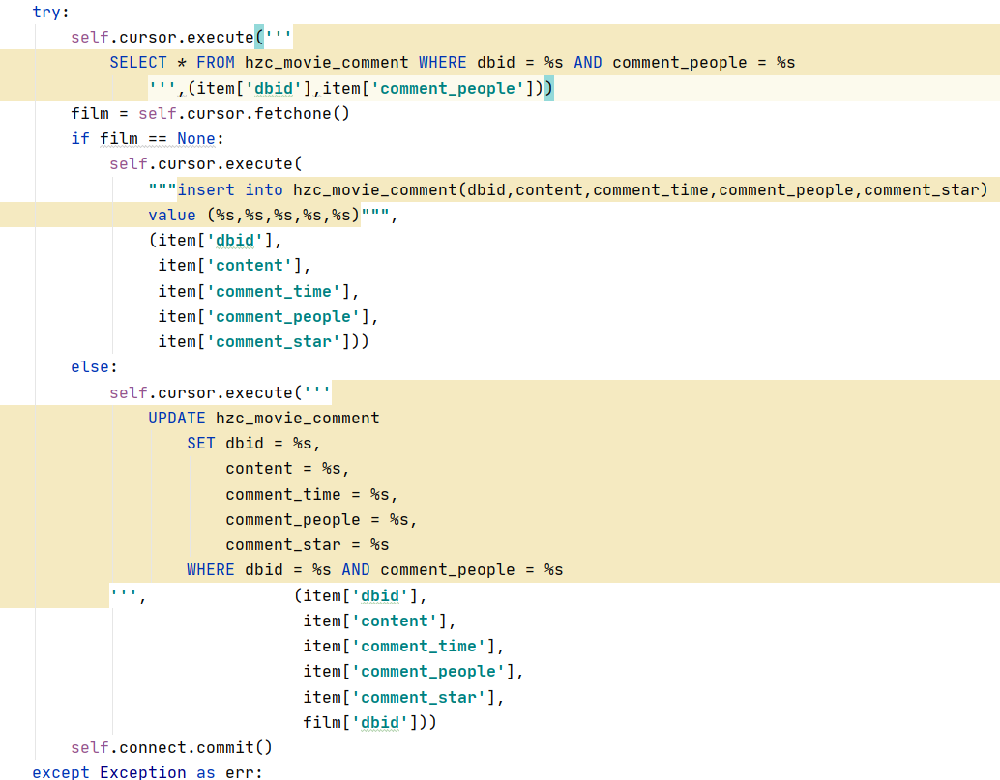 try:
    self.cursor.execute('''
        SELECT * FROM hzc_movie_comment WHERE dbid = %s AND comment_people = %s
            ''',(item['dbid'],item['comment_people']))
    film = self.cursor.fetchone()
    if film == None:
        self.cursor.execute(
            """insert into hzc_movie_comment(dbid,content,comment_time,comment_people,comment_star)
            value (%s,%s,%s,%s,%s)""",
            (item['dbid'],
             item['content'],
             item['comment_time'],
             item['comment_people'],
             item['comment_star']))
    else:
        self.cursor.execute('''
            UPDATE hzc_movie_comment
                SET dbid = %s,
                    content = %s,
                    comment_time = %s,
                    comment_people = %s,
                    comment_star = %s
                WHERE dbid = %s AND comment_people = %s
        ''',               (item['dbid'],
                            item['content'],
                            item['comment_time'],
                            item['comment_people'],
                            item['comment_star'],
                            film['dbid']))
    self.connect.commit()
except Exception as err: